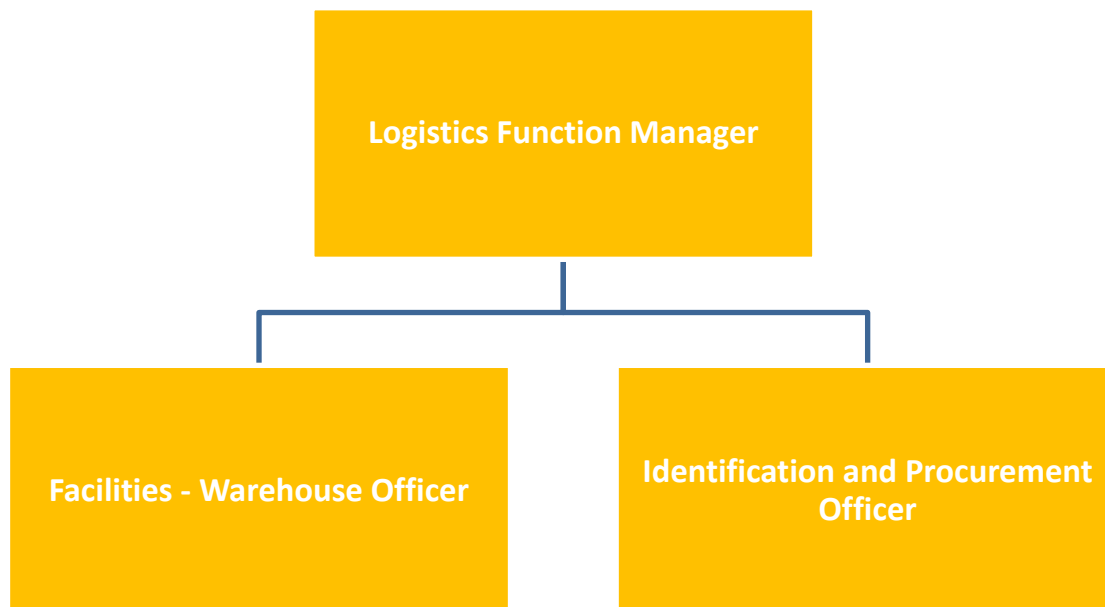 Logistics Function Manager
Facilities - Warehouse Officer
Identification and Procurement
Officer